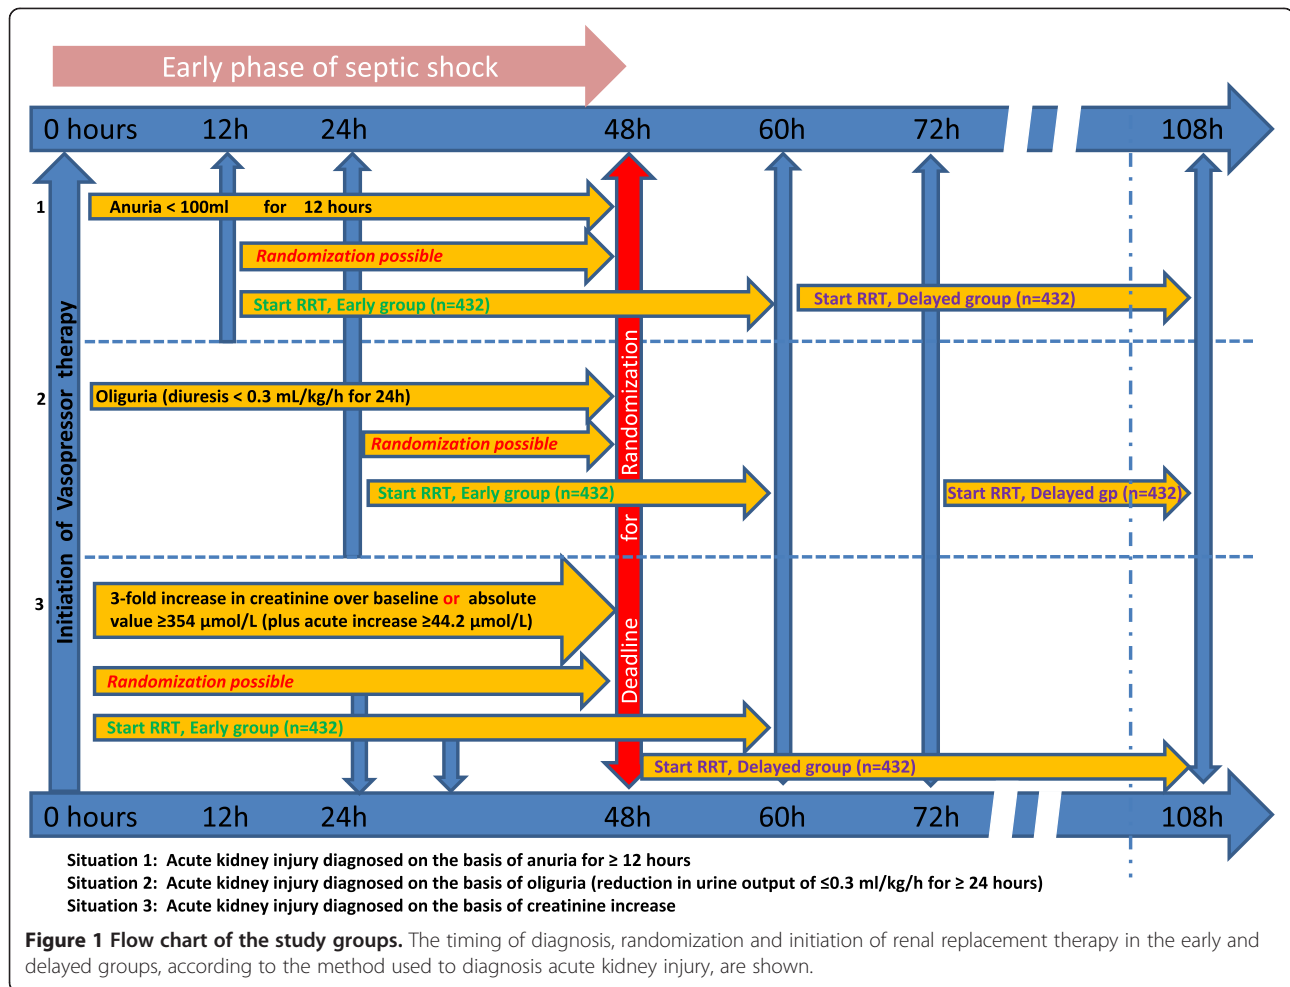 Early phase of septic shock
0 hours 12h 24h 48h 60h 72h 108h
1 Anuria < 100ml for 12 hours
Randomization possible
Start RRT, Early group (n=432)
Start RRT, Delayed group (n=432)
Initiation of Vasopressor therapy
Deadline for Randomization
2 Oliguria (diuresis < 0.3 mL/kg/h for 24h)
Randomization possible
Start RRT, Early group (n=432)
Start RRT, Delayed gp (n=432)
3 3-fold increase in creatinine over baseline or absolute
value ≥354 µmol/L (plus acute increase ≥44.2 µmol/L)
Randomization possible
Start RRT, Early group (n=432)
Start RRT, Delayed group (n=432)
0 hours 12h 24h 48h 60h 72h 108h
Situation 1: Acute kidney injury diagnosed on the basis of anuria for ≥ 12 hours
Situation 2: Acute kidney injury diagnosed on the basis of oliguria (reduction in urine output of ≤0.3 ml/kg/h for ≥ 24 hours)
Situation 3: Acute kidney injury diagnosed on the basis of creatinine increase
Figure 1 Flow chart of the study groups. The timing of diagnosis, randomization and initiation of renal replacement therapy in the early and
delayed groups, according to the method used to diagnosis acute kidney injury, are shown.